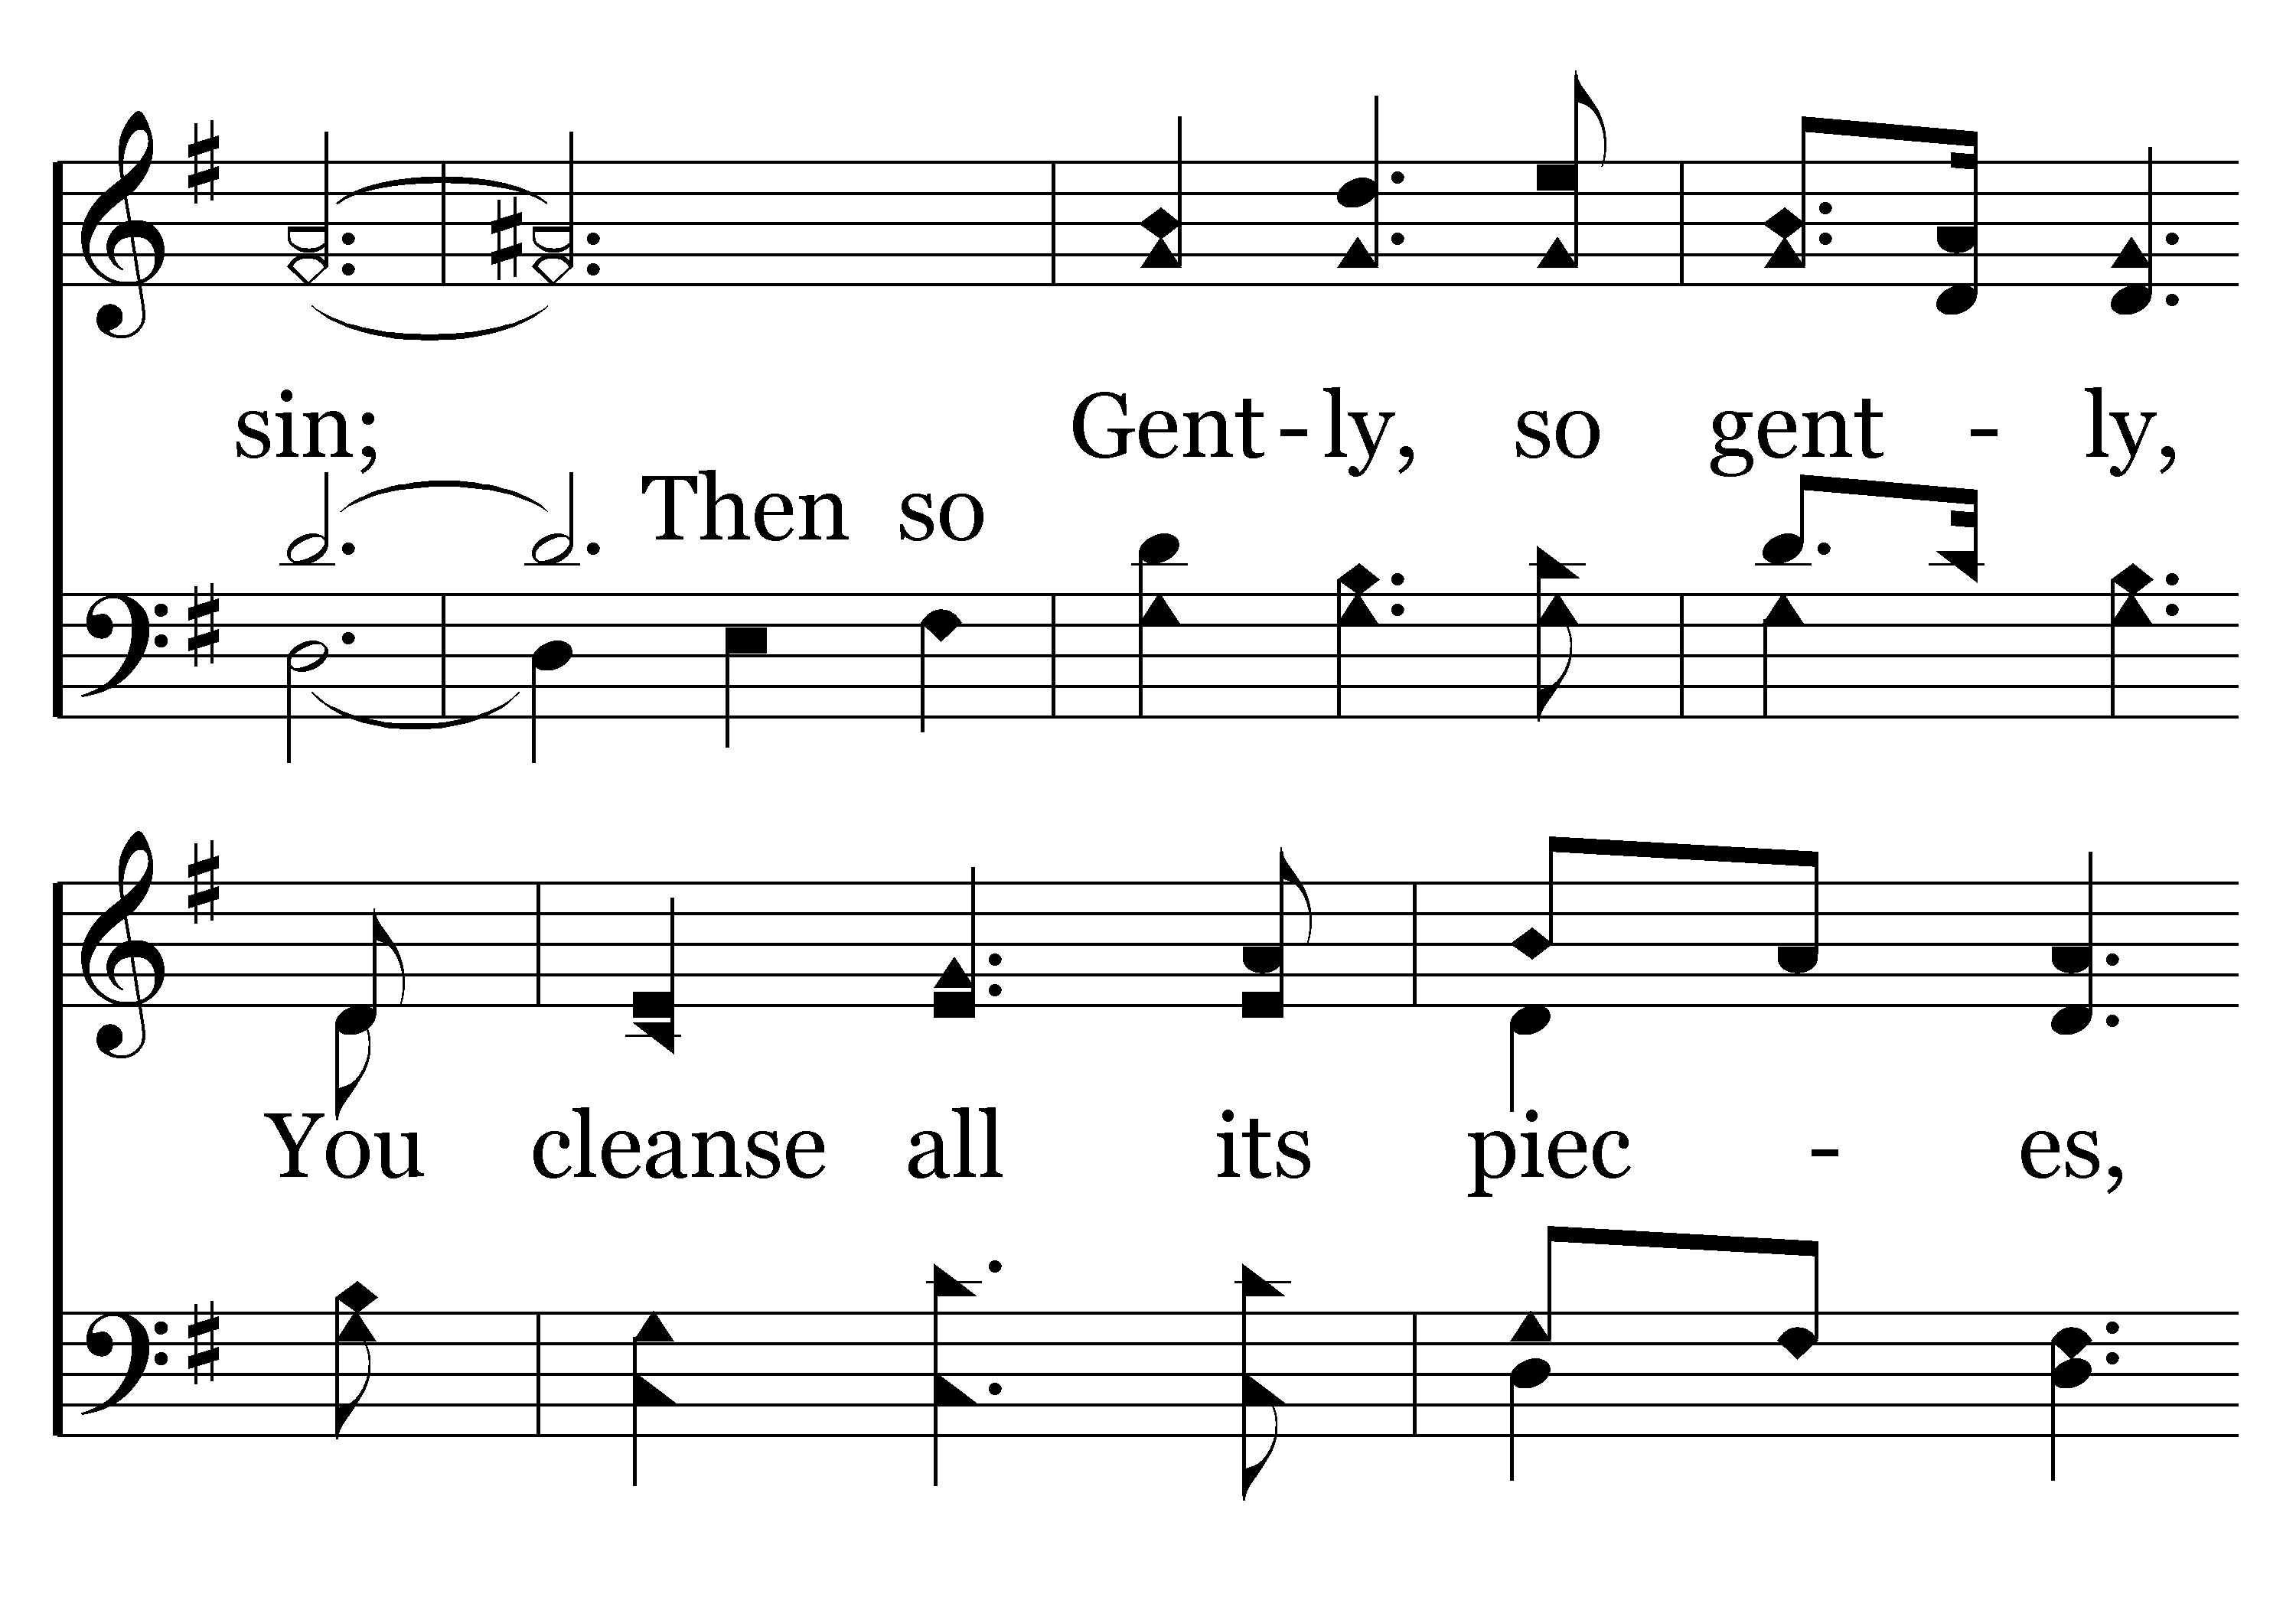 sin; Gent - ly, so gent - ly,
Then so
You cleanse all its piec - es,